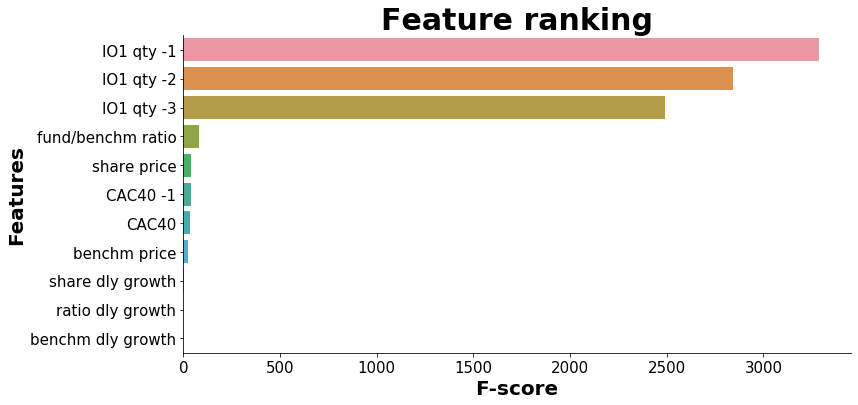 Feature ranking
Features
IO1 qty -1
IO1 qty -2
IO1 qty -3
fund/benchm ratio
share price
CAC40 -1
CAC40
benchm price
share dly growth
ratio dly growth
benchm dly growth
0 500 1000 1500 2000 2500 3000
F-score